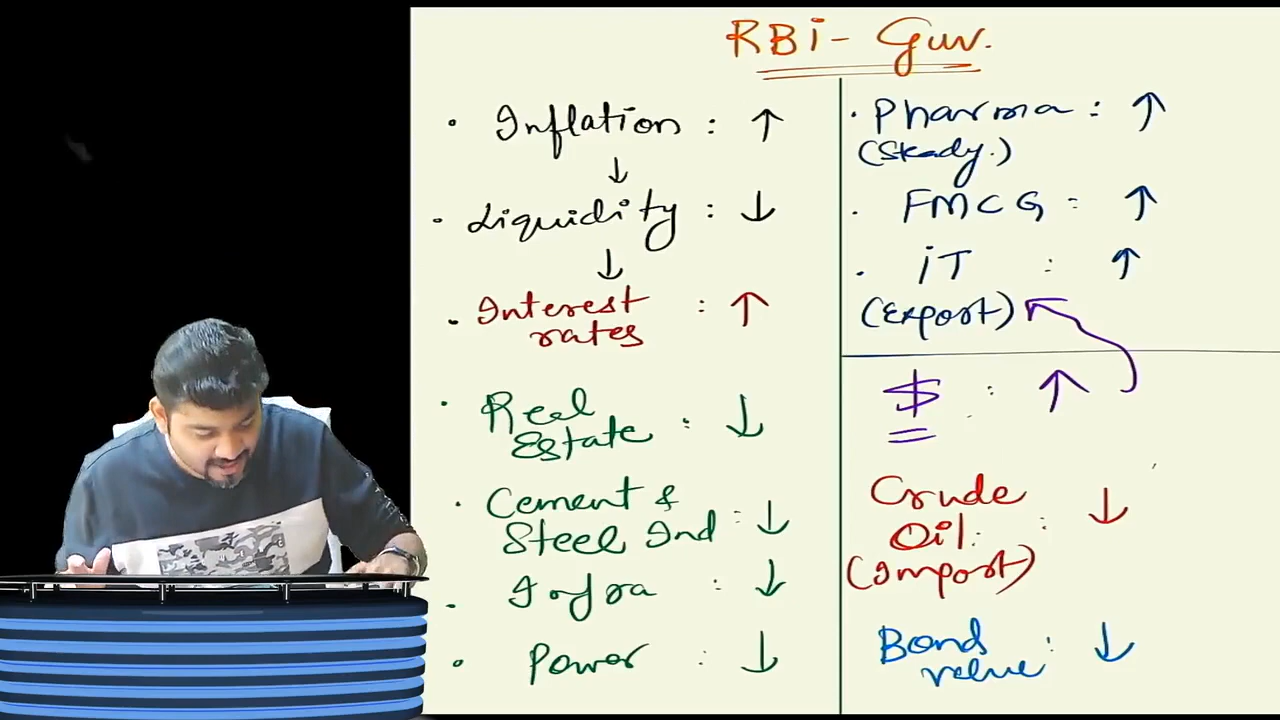 RBi - Guv.
• Inflation : ↑
↓
• Liquidity : ↓
↓
• Interest rates : ↑
• Real Estate : ↓
• Cement & Steel Ind : ↓
• Infra : ↓
• Power : ↓
• Pharma : ↑
(Steady.)
• FMCG : ↑
• iT : ↑
(Export)
$ : ↑
Crude Oil : ↓
(Import)
Bond value : ↓